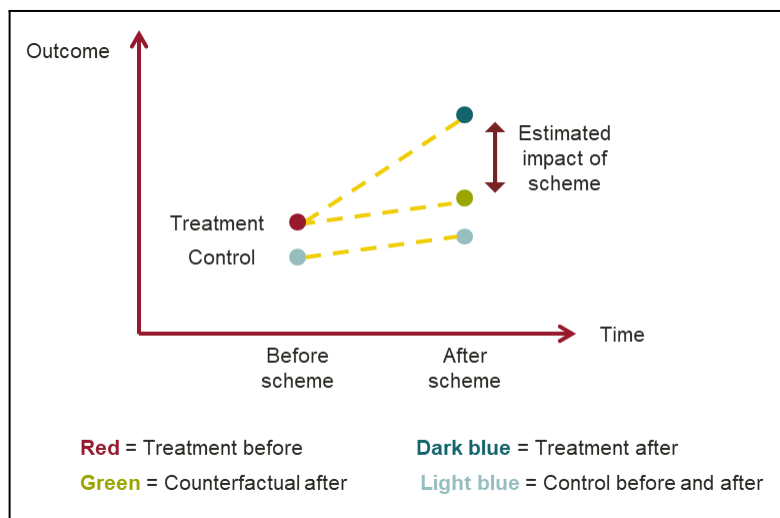 Outcome
Estimated
impact of
scheme
Treatment
Control
Time
Before
scheme
After
scheme
Red = Treatment before
Dark blue = Treatment after
Green = Counterfactual after
Light blue = Control before and after